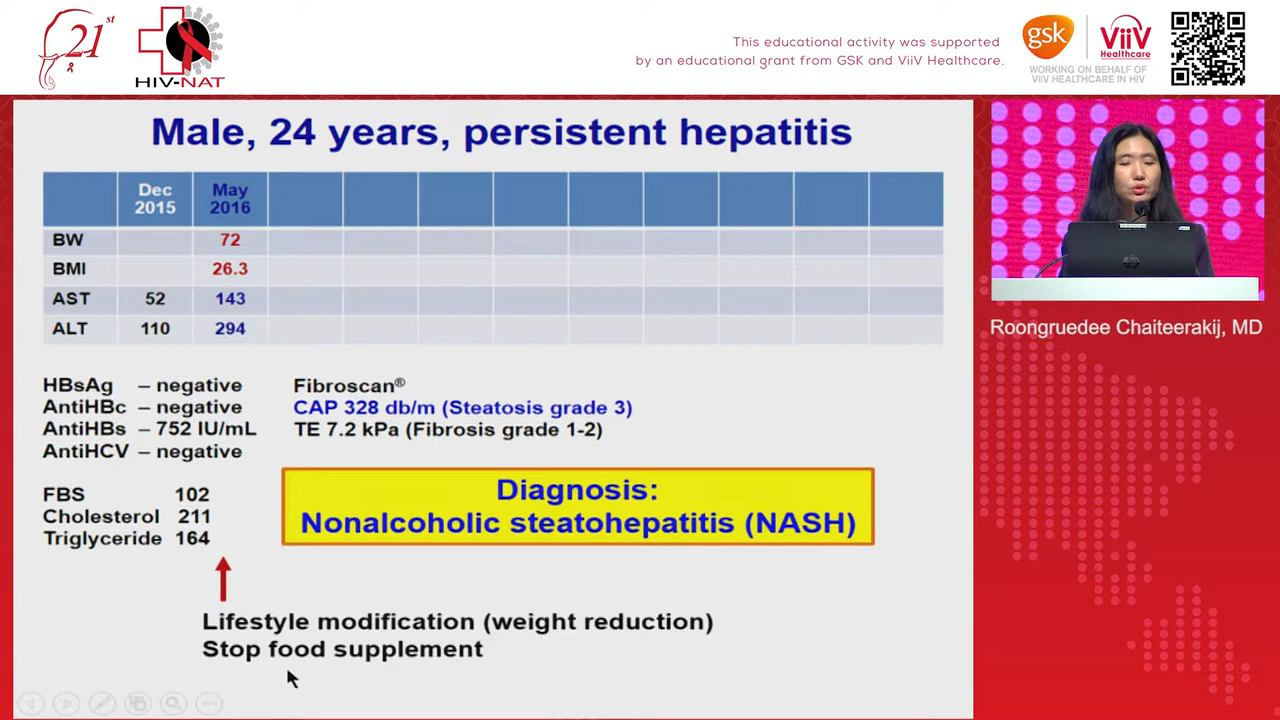 21st
HIV-NAT
This educational activity was supported
by an educational grant from GSK and ViiV Healthcare.
gsk
ViiV
Healthcare
WORKING ON BEHALF OF
VIIV HEALTHCARE IN HIV
Male, 24 years, persistent hepatitis
Dec 2015 May 2016
BW 72
BMI 26.3
AST 52 143
ALT 110 294
HBsAg – negative
AntiHBc – negative
AntiHBs – 752 IU/mL
AntiHCV – negative
Fibroscan®
CAP 328 db/m (Steatosis grade 3)
TE 7.2 kPa (Fibrosis grade 1-2)
FBS 102
Cholesterol 211
Triglyceride 164
Diagnosis:
Nonalcoholic steatohepatitis (NASH)
Lifestyle modification (weight reduction)
Stop food supplement
Roongruedee Chaiteerakij, MD